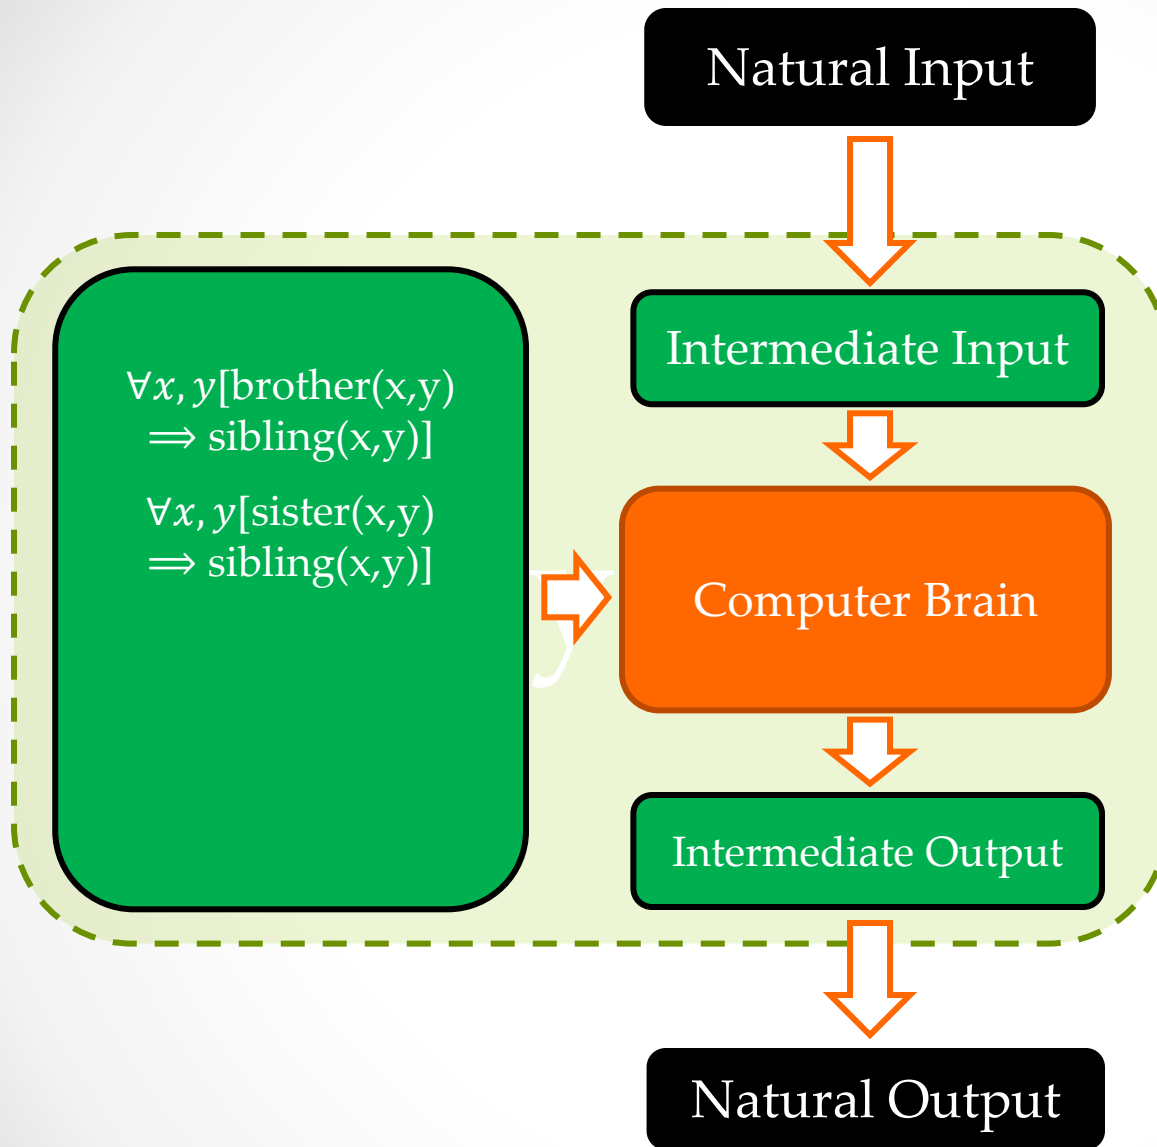 Natural Input
∀x, y[brother(x,y)
⟹ sibling(x,y)]
∀x, y[sister(x,y)
⟹ sibling(x,y)]
Intermediate Input
y
Computer Brain
Intermediate Output
Natural Output